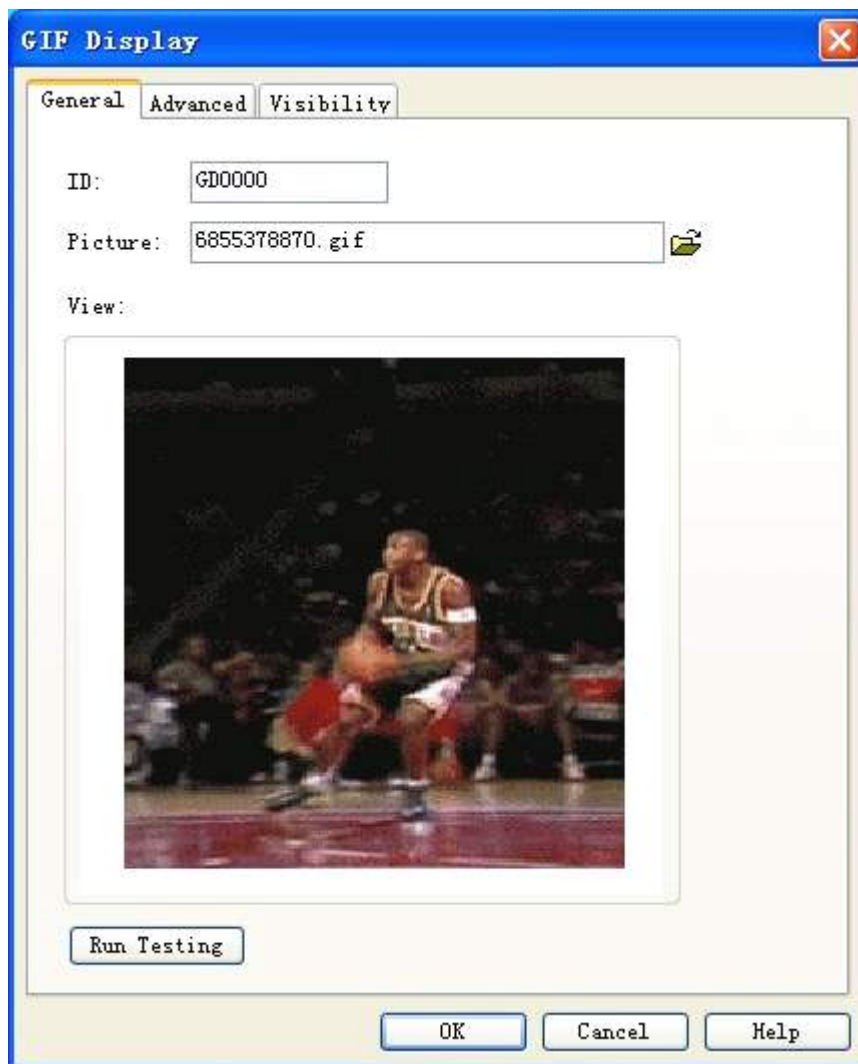 GIF Display
General Advanced Visibility
ID: GD0000
Picture: 6855378870.gif
View:
Run Testing
OK Cancel Help